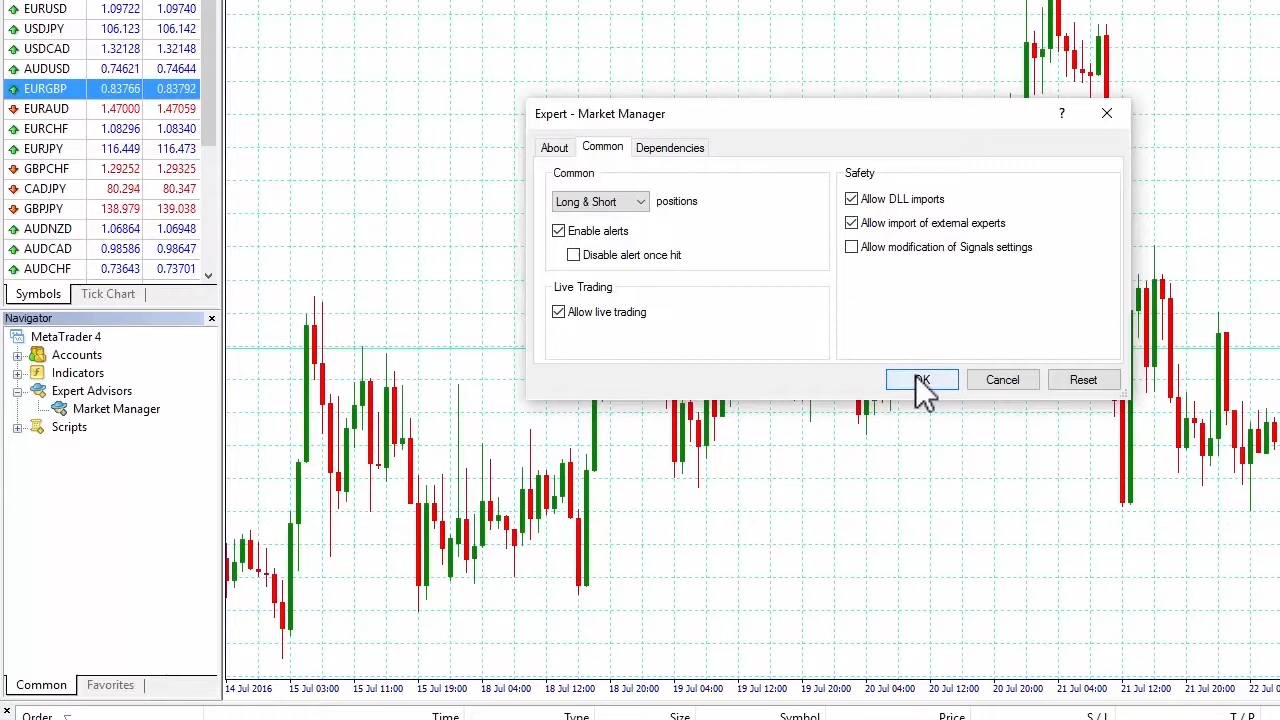 EURUSD 1.09722 1.09740
USDJPY 106.123 106.142
USDCAD 1.32128 1.32148
AUDUSD 0.74621 0.74644
EURGBP 0.83766 0.83792
EURAUD 1.47000 1.47059
EURCHF 1.08296 1.08340
EURJPY 116.449 116.473
GBPCHF 1.29252 1.29325
CADJPY 80.294 80.347
GBPJPY 138.979 139.038
AUDNZD 1.06864 1.06948
AUDCAD 0.98586 0.98647
AUDCHF 0.73643 0.73701
Symbols Tick Chart
Navigator
MetaTrader 4
Accounts
Indicators
Expert Advisors
Market Manager
Scripts
Common Favorites
Expert - Market Manager
?
About Common Dependencies
Common
Long & Short positions
Enable alerts
Disable alert once hit
Live Trading
Allow live trading
Safety
Allow DLL imports
Allow import of external experts
Allow modification of Signals settings
OK Cancel Reset
14 Jul 2016 15 Jul 03:00 15 Jul 11:00 15 Jul 19:00 18 Jul 04:00 18 Jul 12:00 18 Jul 20:00 19 Jul 04:00 19 Jul 12:00 19 Jul 20:00 20 Jul 04:00 20 Jul 12:00 20 Jul 20:00 21 Jul 04:00 21 Jul 12:00 21 Jul 20:00 22 Jul
Order Time Type Size Symbol Price S / L T / P